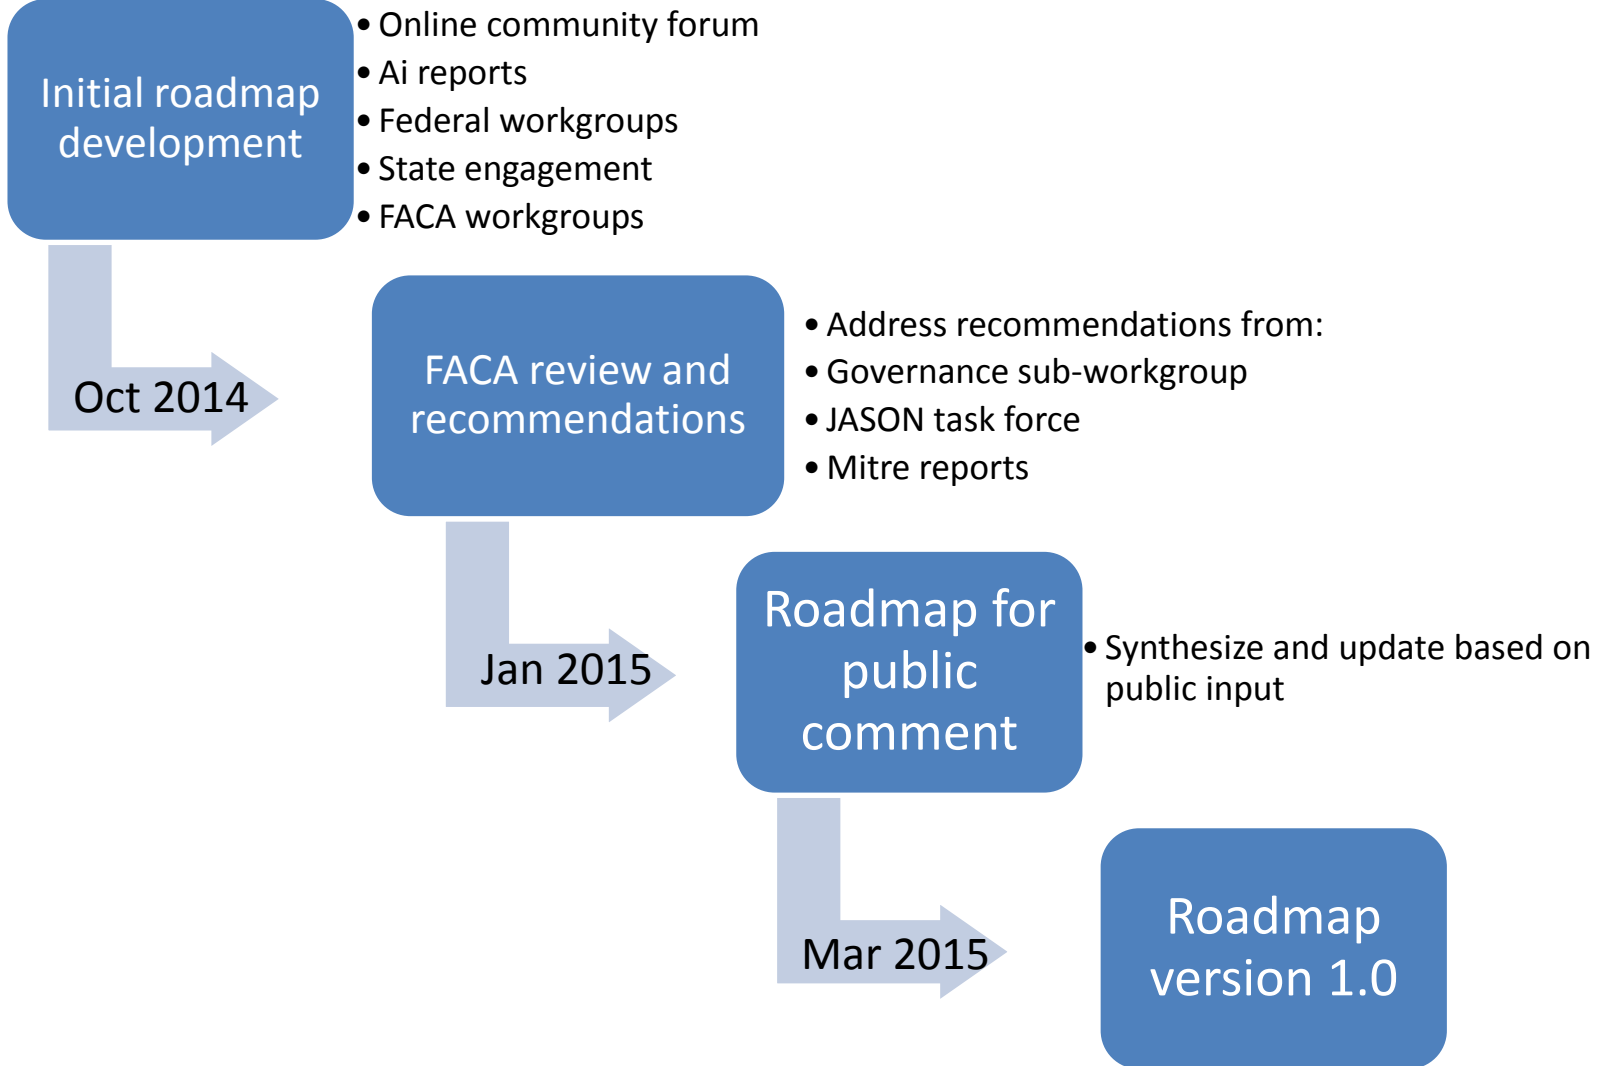 Initial roadmap
development
• Online community forum
• Ai reports
• Federal workgroups
• State engagement
• FACA workgroups
Oct 2014
FACA review and
recommendations
• Address recommendations from:
• Governance sub-workgroup
• JASON task force
• Mitre reports
Jan 2015
Roadmap for
public
comment
• Synthesize and update based on
public input
Mar 2015
Roadmap
version 1.0